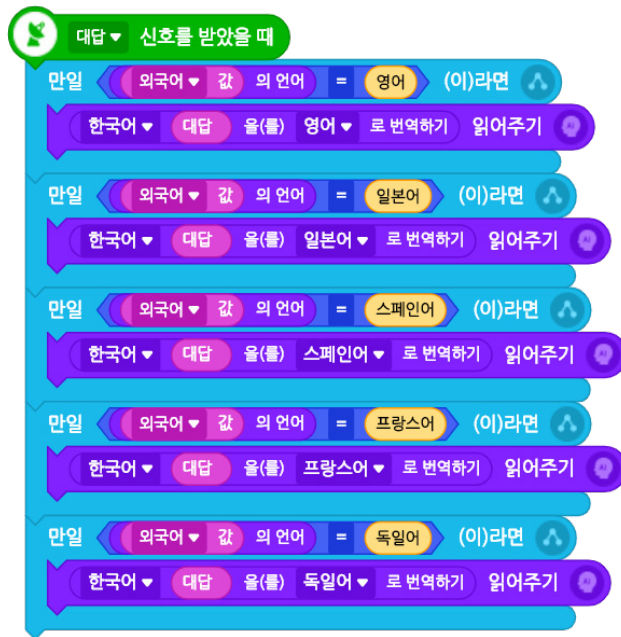 대답 ▼ 신호를 받았을 때
만일 외국어 ▼ 값 의 언어 = 영어 (이)라면
한국어 ▼ 대답 을(를) 영어 ▼ 로 번역하기 읽어주기
만일 외국어 ▼ 값 의 언어 = 일본어 (이)라면
한국어 ▼ 대답 을(를) 일본어 ▼ 로 번역하기 읽어주기
만일 외국어 ▼ 값 의 언어 = 스페인어 (이)라면
한국어 ▼ 대답 을(를) 스페인어 ▼ 로 번역하기 읽어주기
만일 외국어 ▼ 값 의 언어 = 프랑스어 (이)라면
한국어 ▼ 대답 을(를) 프랑스어 ▼ 로 번역하기 읽어주기
만일 외국어 ▼ 값 의 언어 = 독일어 (이)라면
한국어 ▼ 대답 을(를) 독일어 ▼ 로 번역하기 읽어주기